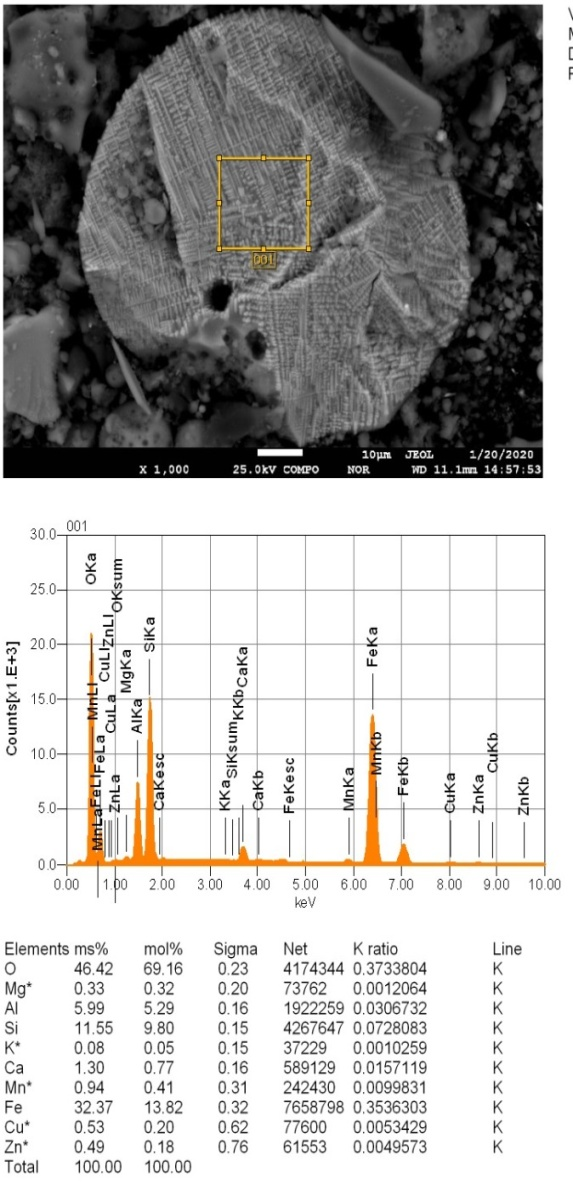 V
M
D
F
001
10µm JEOL 1/20/2020
X 1,000 25.0kV COMPO NOR WD 11.1mm 14:57:53
001
30.0
25.0
20.0
15.0
10.0
5.0
0.0
Counts[x1.E+3]
OKa
OKsum
CuLl
ZnLl
MnLl
MgKa
CuLa
FeLl
FeLa
MnLa
ZnLa
AlKa
SiKa
CaKesc
KKa
SiKsum
KKb
CaKa
CaKb
FeKesc
MnKa
FeKa
MnKb
FeKb
CuKa
ZnKa
CuKb
ZnKb
0.00 1.00 2.00 3.00 4.00 5.00 6.00 7.00 8.00 9.00 10.00
keV
Elements ms% mol% Sigma Net K ratio Line
O 46.42 69.16 0.23 4174344 0.3733804 K
Mg* 0.33 0.32 0.20 73762 0.0012064 K
Al 5.99 5.29 0.16 1922259 0.0306732 K
Si 11.55 9.80 0.15 4267647 0.0728083 K
K* 0.08 0.05 0.15 37229 0.0010259 K
Ca 1.30 0.77 0.16 589129 0.0157119 K
Mn* 0.94 0.41 0.31 242430 0.0099831 K
Fe 32.37 13.82 0.32 7658798 0.3536303 K
Cu* 0.53 0.20 0.62 77600 0.0053429 K
Zn* 0.49 0.18 0.76 61553 0.0049573 K
Total 100.00 100.00